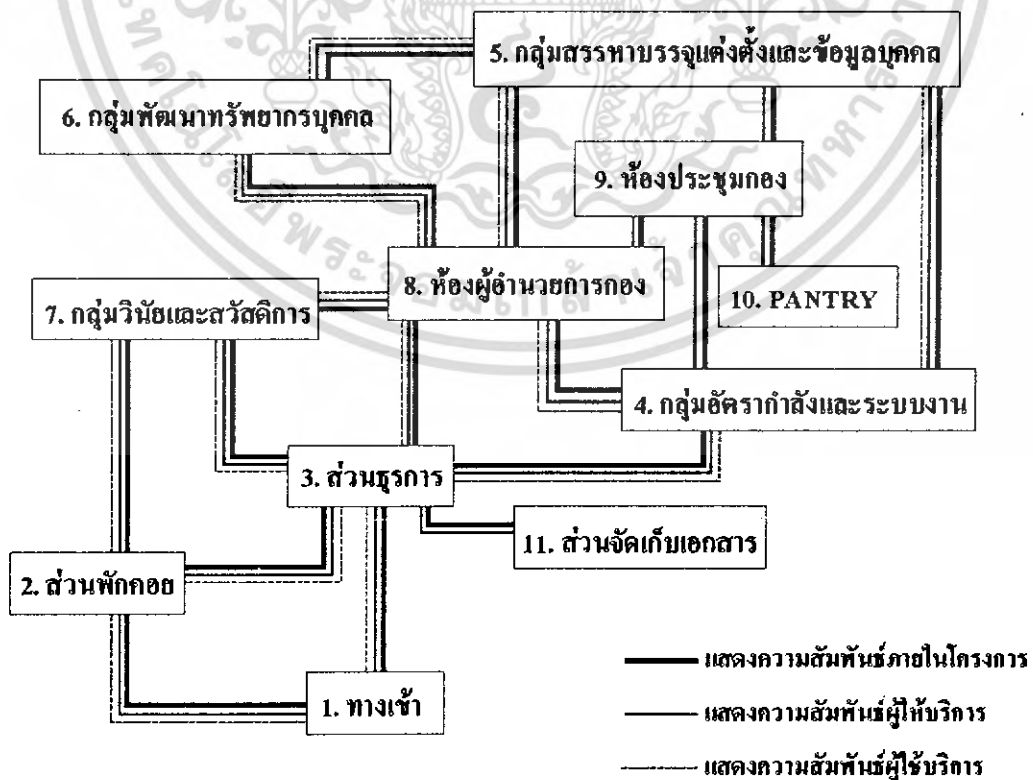 5. กลุ่มสรรหาบรรจุแต่งตั้งและข้อมูลบุคคล
6. กลุ่มพัฒนาทรัพยากรบุคคล
9. ห้องประชุมกอง
8. ห้องผู้อำนวยการกอง
7. กลุ่มวินัยและสวัสดิการ
10. PANTRY
4. กลุ่มอัตรากำลังและระบบงาน
3. ส่วนธุรการ
11. ส่วนจัดเก็บเอกสาร
2. ส่วนพักคอย
1. ทางเข้า
แสดงความสัมพันธ์ภายในโครงการ
แสดงความสัมพันธ์ผู้ให้บริการ
แสดงความสัมพันธ์ผู้ใช้บริการ